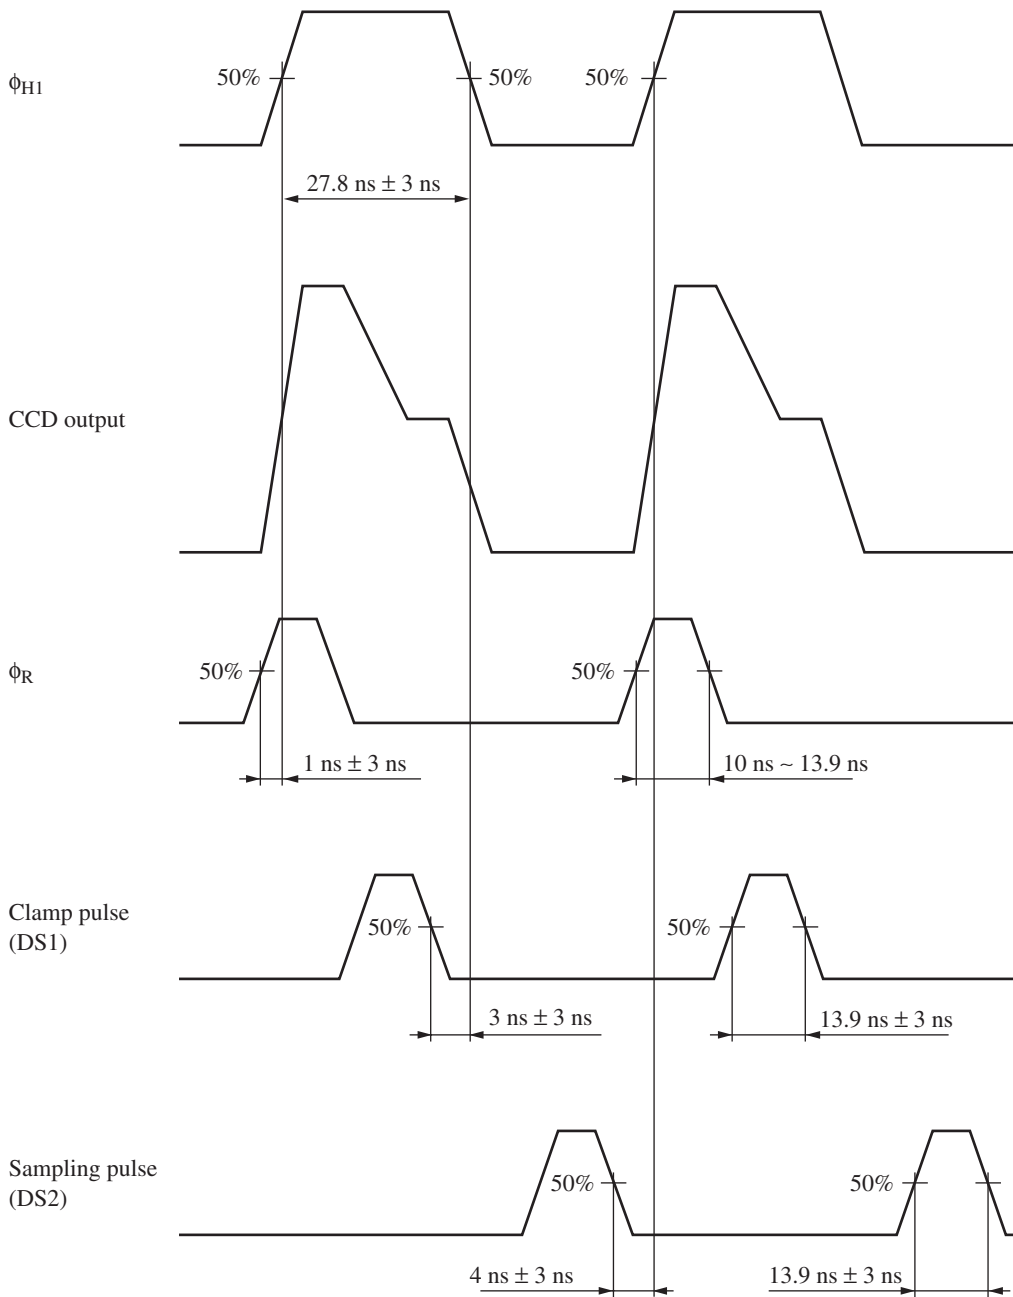 50%
50%
50%
ϕH1
27.8 ns ± 3 ns
CCD output
50%
50%
ϕR
1 ns ± 3 ns
10 ns ~ 13.9 ns
Clamp pulse
(DS1)
50%
50%
3 ns ± 3 ns
13.9 ns ± 3 ns
Sampling pulse
(DS2)
50%
50%
4 ns ± 3 ns
13.9 ns ± 3 ns